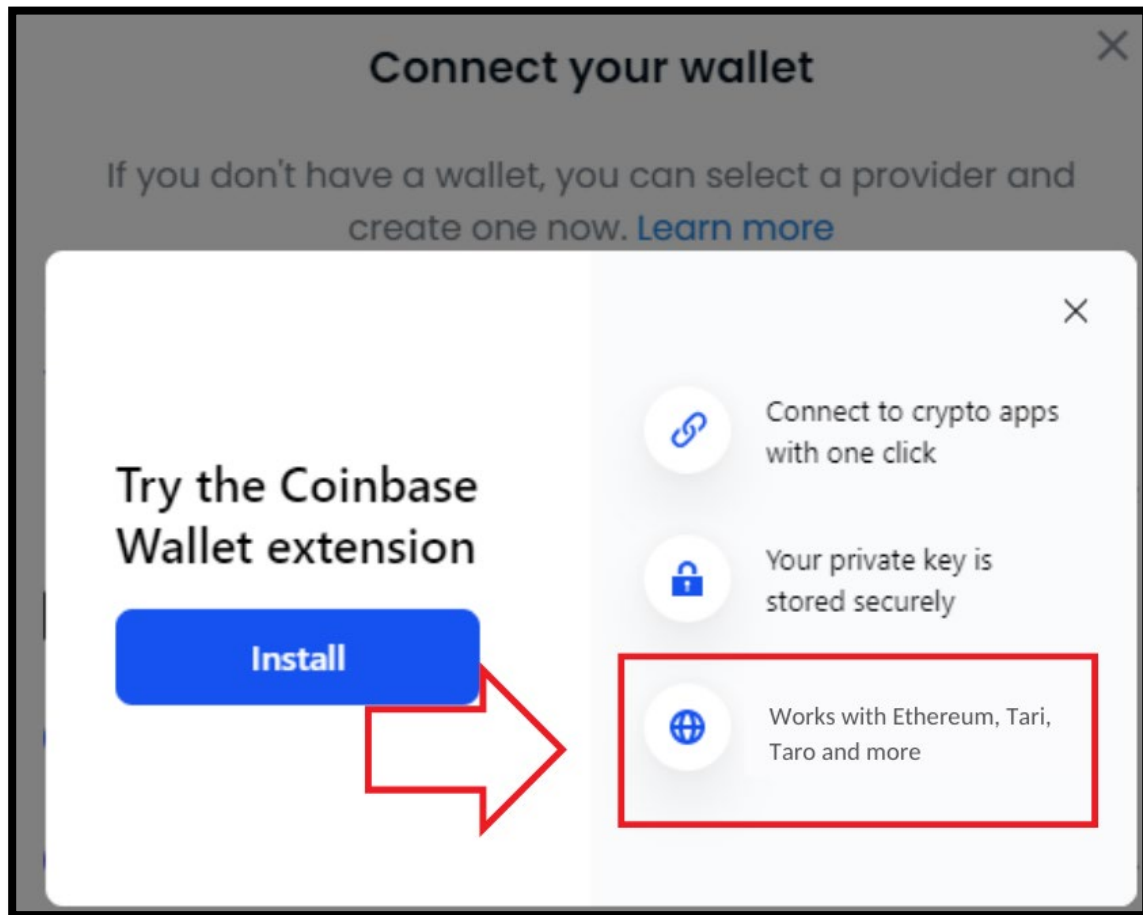 Connect your wallet
If you don't have a wallet, you can select a provider and
create one now. Learn more
Try the Coinbase
Wallet extension
Install
Connect to crypto apps
with one click
Your private key is
stored securely
Works with Ethereum, Tari,
Taro and more